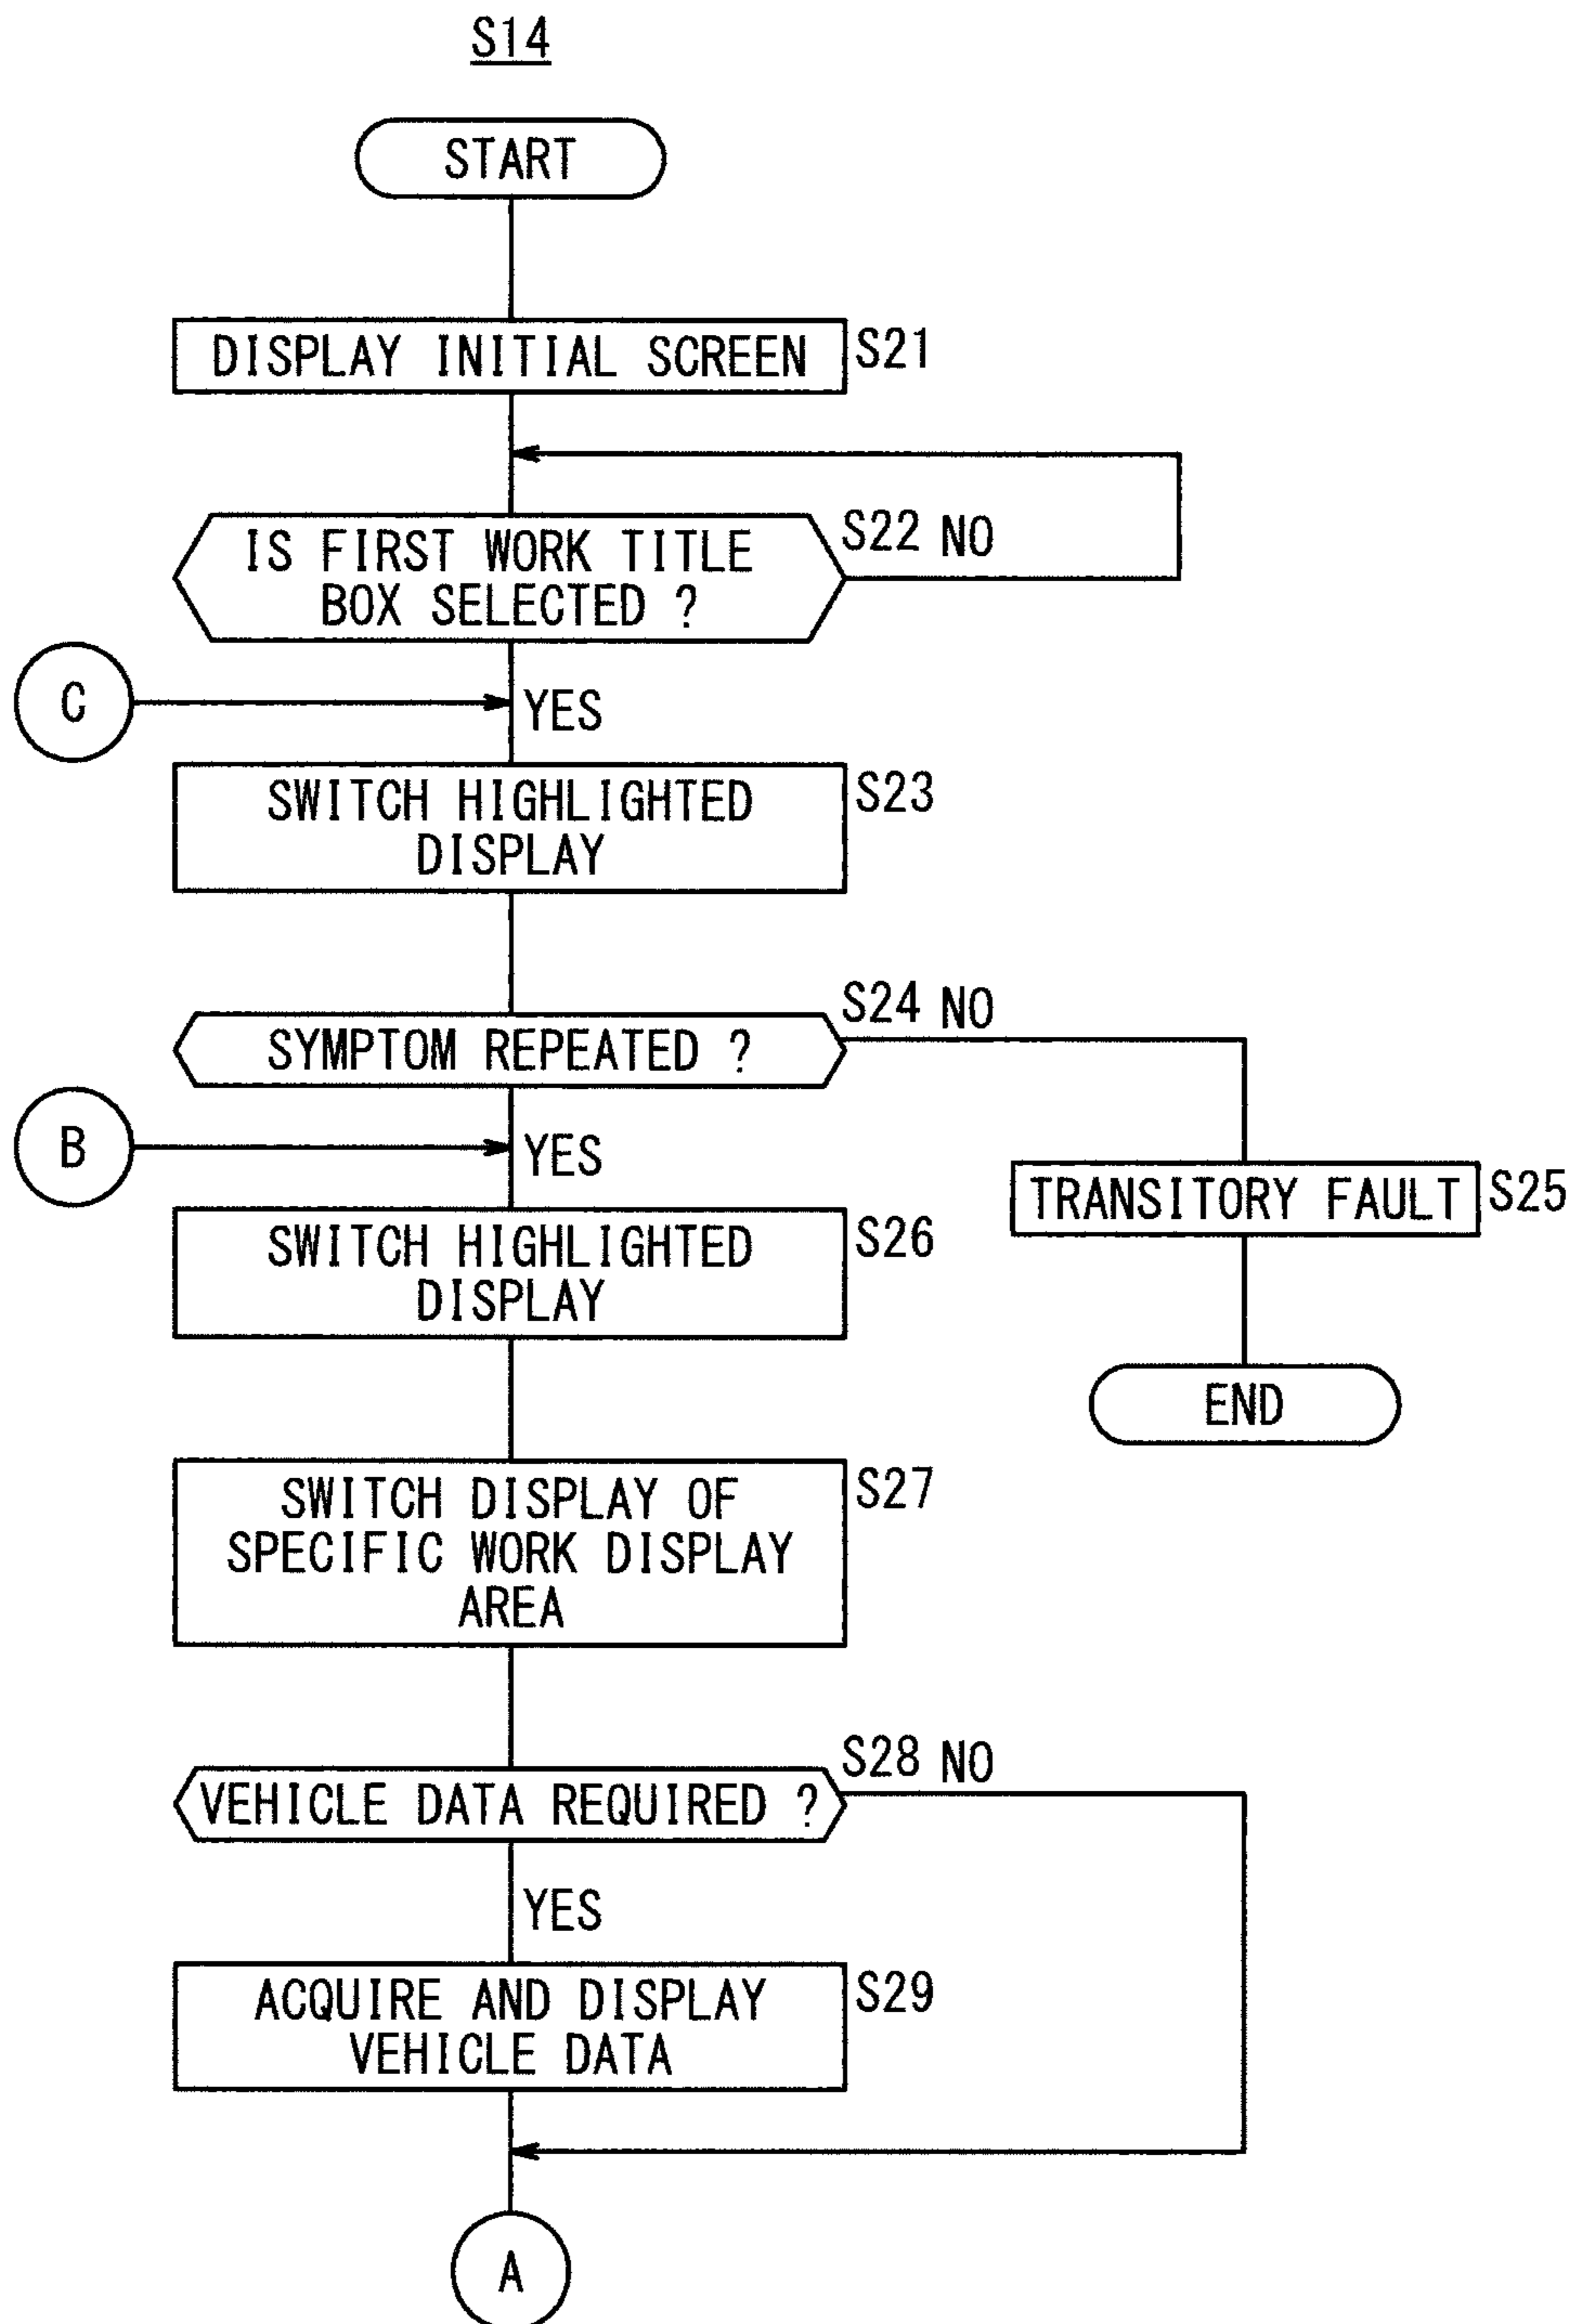 S14
START
DISPLAY INITIAL SCREEN
S21
IS FIRST WORK TITLE
BOX SELECTED ?
S22 NO
C
YES
SWITCH HIGHLIGHTED
DISPLAY
S23
SYMPTOM REPEATED ?
S24 NO
B
YES
TRANSITORY FAULT
S25
SWITCH HIGHLIGHTED
DISPLAY
S26
END
SWITCH DISPLAY OF
SPECIFIC WORK DISPLAY
AREA
S27
VEHICLE DATA REQUIRED ?
S28 NO
YES
ACQUIRE AND DISPLAY
VEHICLE DATA
S29
A